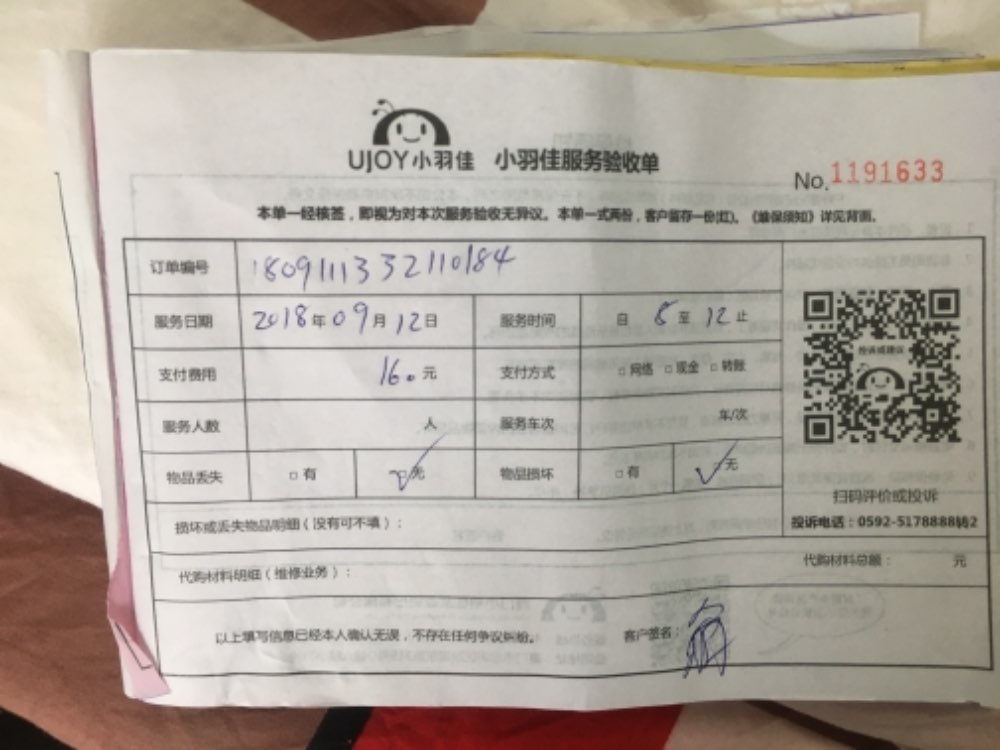 UJOY小羽佳 小羽佳服务验收单
No.1191633
本单一经核签，即视为对本次服务验收无异议。本单一式两份，客户留存一份(红)。《维保须知》详见背面。
订单编号 180911133211018​4
服务日期 2018年09月12日 服务时间 自8至12止
支付费用 160元 支付方式 □网络 □现金 □转账
服务人数 人 服务车次 车/次
物品丢失 □有 ☑无 物品损坏 □有 ☑无
投诉或建议
扫码评价或投诉
投诉电话：0592-5178888转2
损坏或丢失物品明细（没有可不填）：
代购材料明细（维修业务）： 代购材料总额： 元
以上填写信息已经本人确认无误，不存在任何争议纠纷。 客户签名：